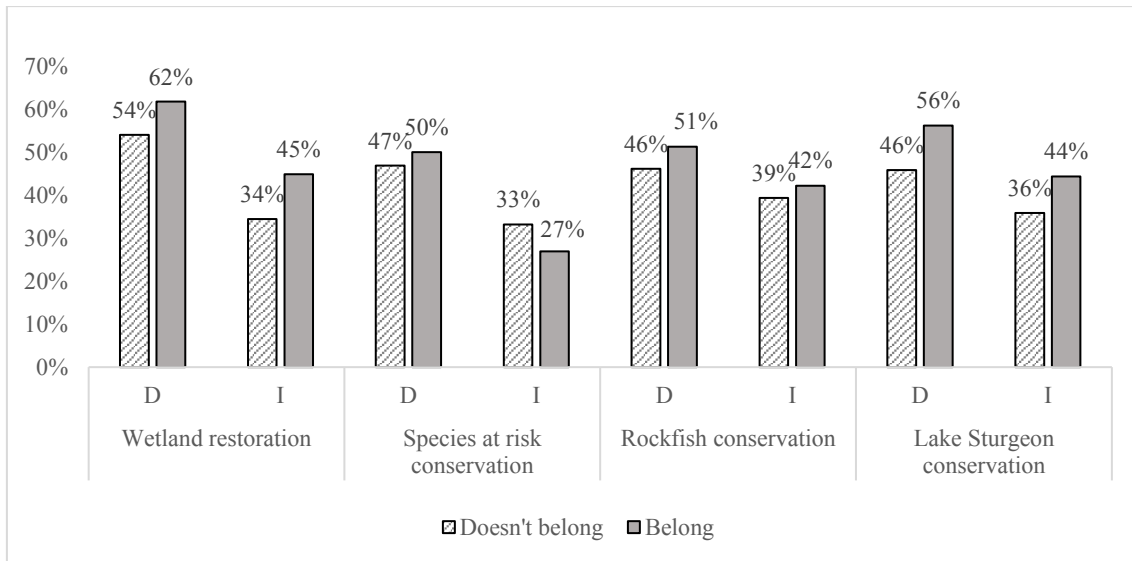 70%
60%
50%
40%
30%
20%
10%
0%
54% 62% 34% 45% 47% 50% 33% 27% 46% 51% 39% 42% 46% 56% 36% 44%
D I D I D I D I
Wetland restoration Species at risk Rockfish conservation Lake Sturgeon
conservation conservation
Doesn't belong Belong